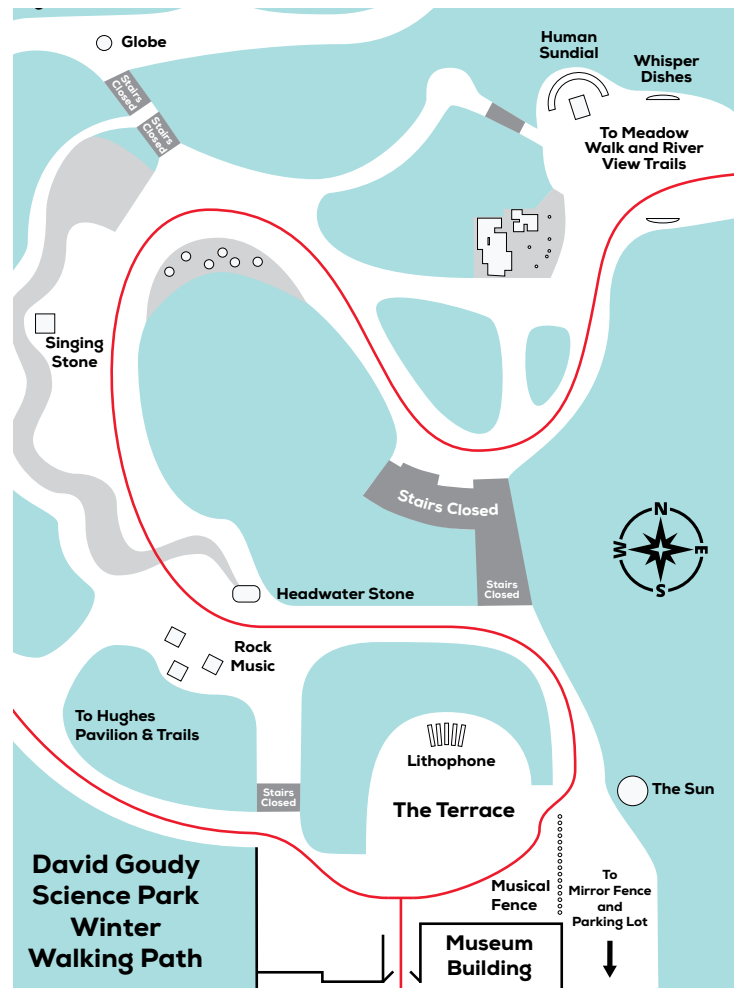 Globe
Human
Sundial
Whisper
Dishes
Stairs
Closed
Stairs
Closed
To Meadow
Walk and River
View Trails
Singing
Stone
Stairs Closed
N
W
E
S
Stairs
Closed
Headwater Stone
Rock
Music
To Hughes
Pavilion & Trails
Lithophone
Stairs
Closed
The Sun
The Terrace
David Goudy
Science Park
Winter
Walking Path
Musical
Fence
To
Mirror Fence
and
Parking Lot
Museum
Building